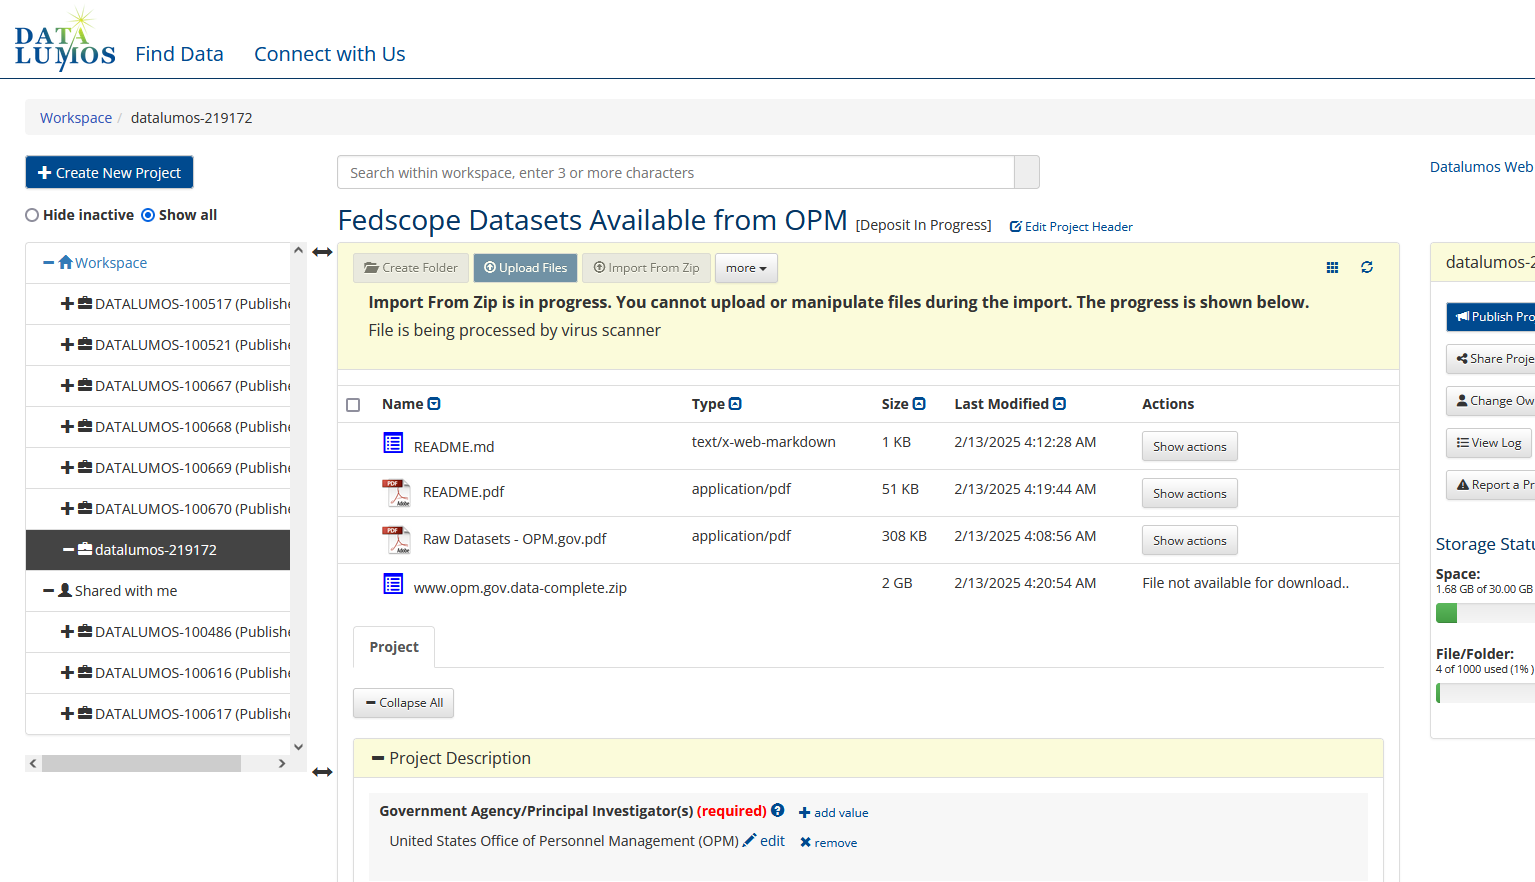 DATA
LUMOS
Find Data
Connect with Us
Workspace / datalumos-219172
Create New Project
Search within workspace, enter 3 or more characters
Datalumos Web
Hide inactive Show all
Fedscope Datasets Available from OPM [Deposit In Progress] Edit Project Header
Workspace
DATALUMOS-100517 (Publishe
DATALUMOS-100521 (Publishe
DATALUMOS-100667 (Publishe
DATALUMOS-100668 (Publishe
DATALUMOS-100669 (Publishe
DATALUMOS-100670 (Publishe
datalumos-219172
Shared with me
DATALUMOS-100486 (Publishe
DATALUMOS-100616 (Publishe
DATALUMOS-100617 (Publishe
Create Folder Upload Files Import From Zip more
Import From Zip is in progress. You cannot upload or manipulate files during the import. The progress is shown below.
File is being processed by virus scanner
Name Type Size Last Modified Actions
README.md text/x-web-markdown 1 KB 2/13/2025 4:12:28 AM Show actions
README.pdf application/pdf 51 KB 2/13/2025 4:19:44 AM Show actions
Raw Datasets - OPM.gov.pdf application/pdf 308 KB 2/13/2025 4:08:56 AM Show actions
www.opm.gov.data-complete.zip 2 GB 2/13/2025 4:20:54 AM File not available for download..
Project
Collapse All
Project Description
Government Agency/Principal Investigator(s) (required) add value
United States Office of Personnel Management (OPM) edit remove
datalumos-2
Publish Pro
Share Proje
Change Ow
View Log
Report a Pr
Storage Statu
Space:
1.68 GB of 30.00 GB
File/Folder:
4 of 1000 used (1% )